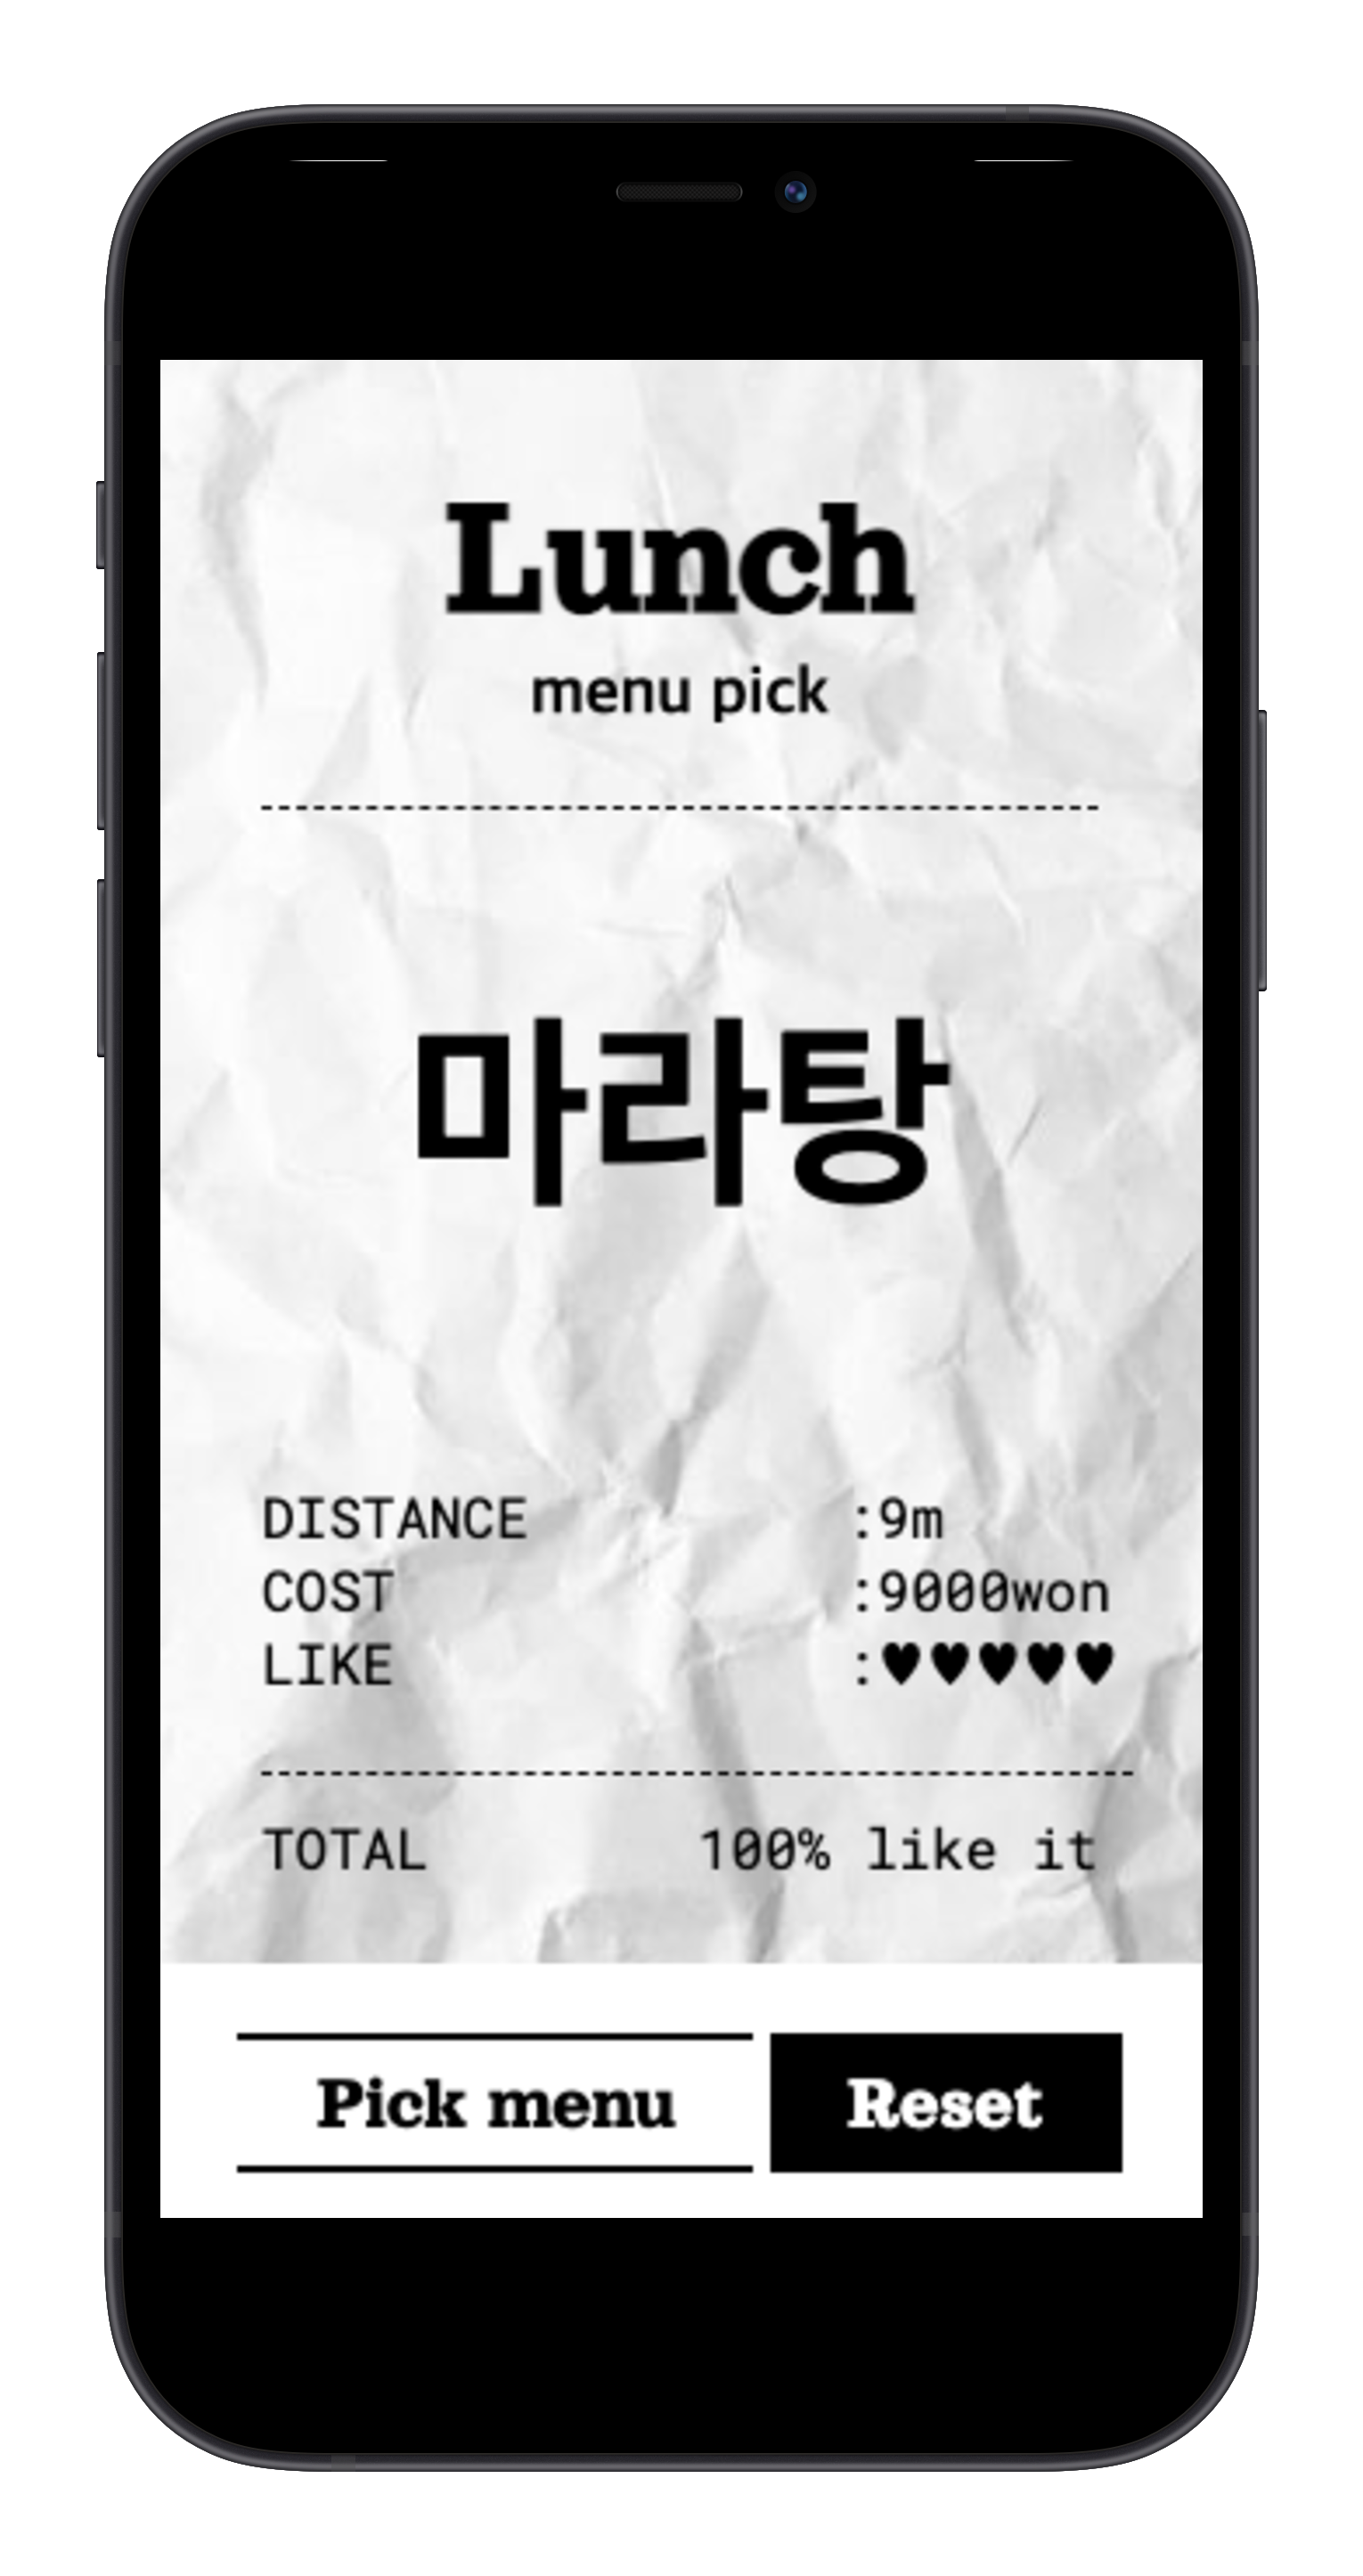 Lunch
menu pick
마라탕
DISTANCE :9m
COST :9000won
LIKE :♥♥♥♥♥
TOTAL 100% like it
Pick menu Reset